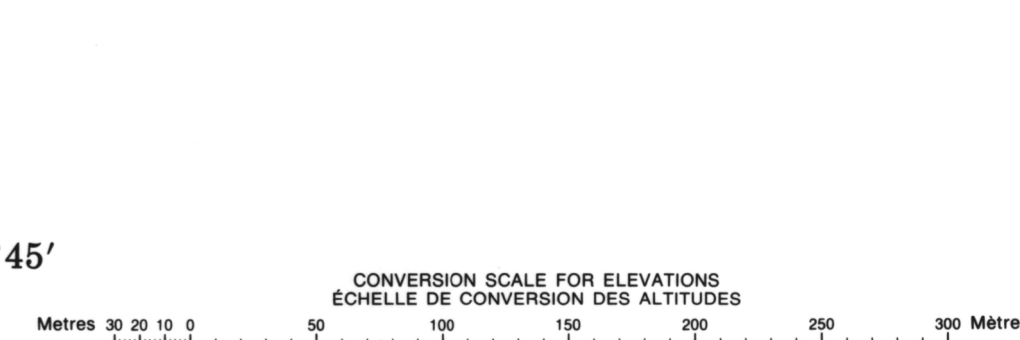 45′
CONVERSION SCALE FOR ELEVATIONS
ÉCHELLE DE CONVERSION DES ALTITUDES
Metres 30 20 10 0 50 100 150 200 250 300 Mètre